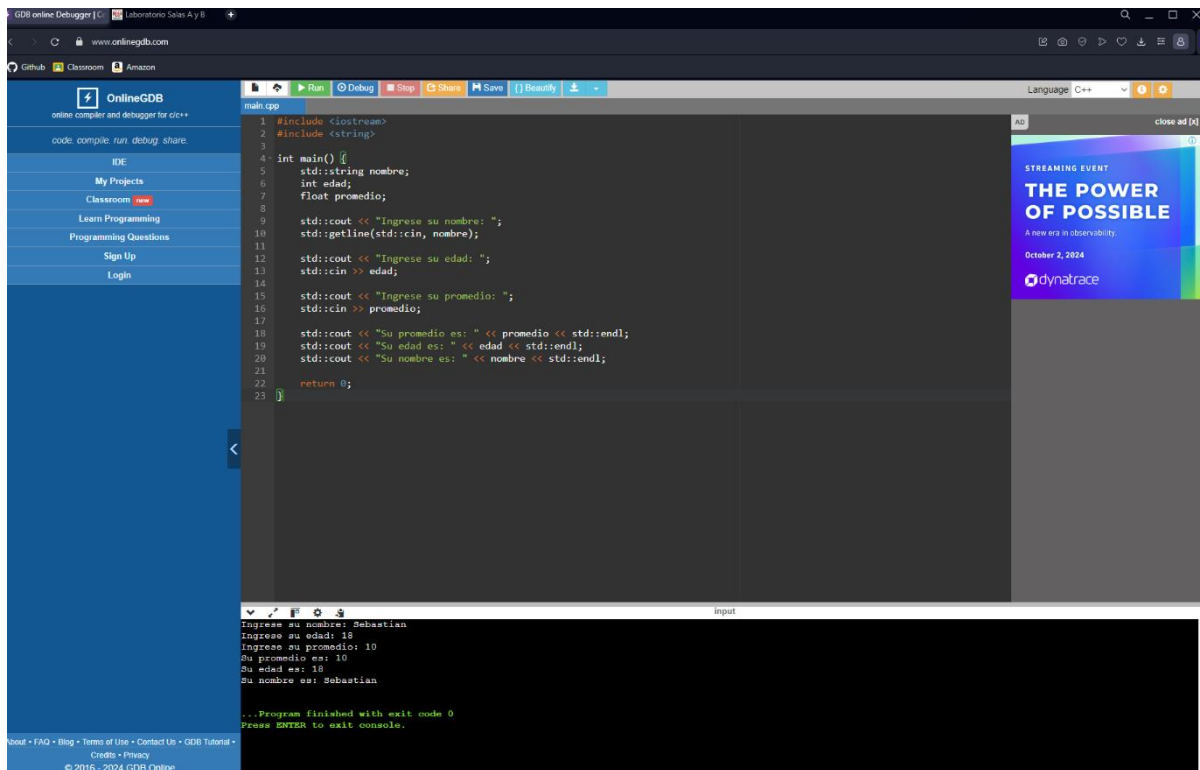 GDB online Debugger | C Laboratorio Salas A y B
www.onlinegdb.com
Github Classroom Amazon
OnlineGDB
online compiler and debugger for c/c++
code. compile. run. debug. share.
IDE
My Projects
Classroom new
Learn Programming
Programming Questions
Sign Up
Login
Run Debug Stop Share Save {} Beautify
Language C++
main.cpp
1 #include <iostream>
2 #include <string>
3
4 int main() {
5 std::string nombre;
6 int edad;
7 float promedio;
8
9 std::cout << "Ingrese su nombre: ";
10 std::getline(std::cin, nombre);
11
12 std::cout << "Ingrese su edad: ";
13 std::cin >> edad;
14
15 std::cout << "Ingrese su promedio: ";
16 std::cin >> promedio;
17
18 std::cout << "Su promedio es: " << promedio << std::endl;
19 std::cout << "Su edad es: " << edad << std::endl;
20 std::cout << "Su nombre es: " << nombre << std::endl;
21
22 return 0;
23 }
AD close ad [x]
STREAMING EVENT
THE POWER
OF POSSIBLE
A new era in observability.
October 2, 2024
dynatrace
input
Ingrese su nombre: Sebastian
Ingrese su edad: 18
Ingrese su promedio: 10
Su promedio es: 10
Su edad es: 18
Su nombre es: Sebastian
...Program finished with exit code 0
Press ENTER to exit console.
About • FAQ • Blog • Terms of Use • Contact Us • GDB Tutorial •
Credits • Privacy
© 2016 - 2024 GDB Online